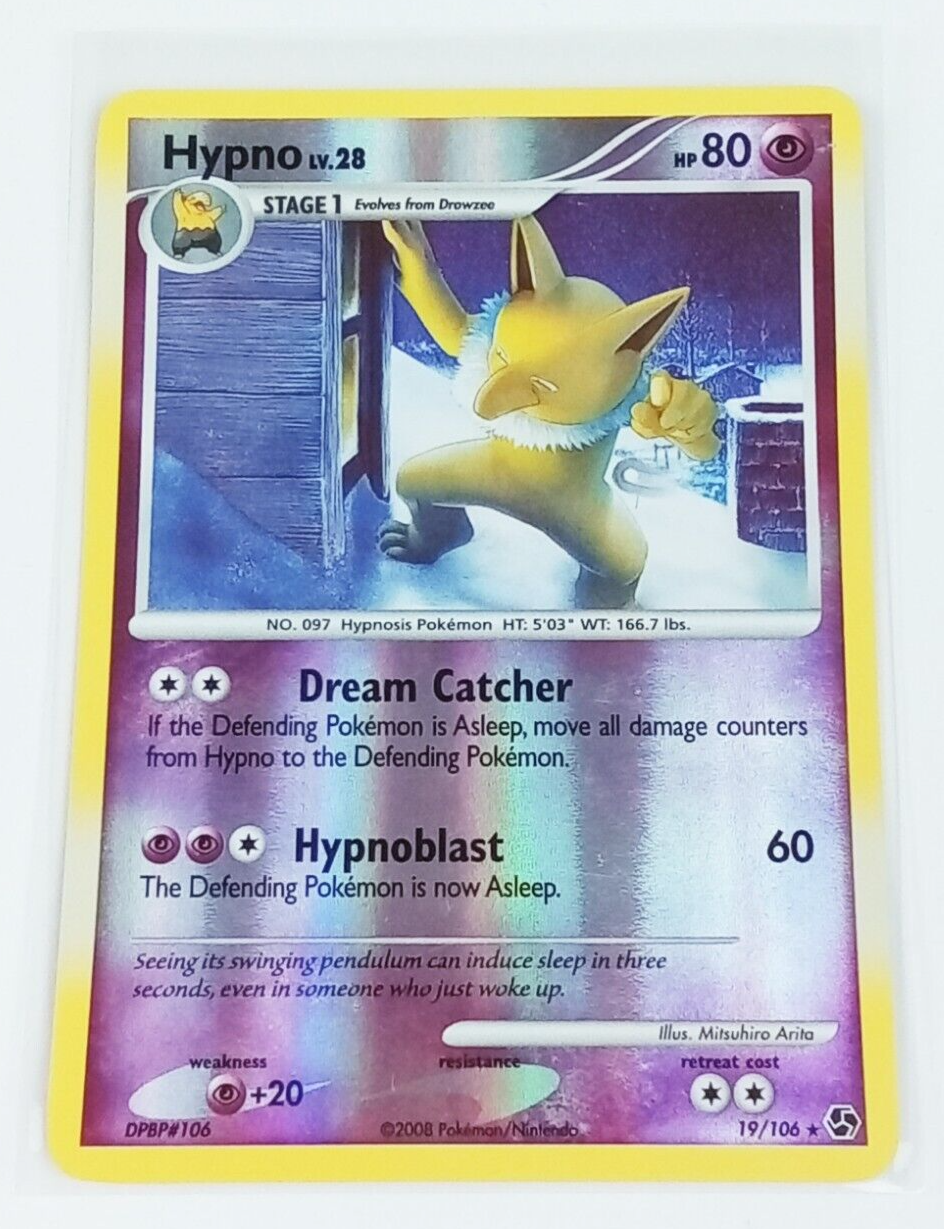 Hypno LV.28 HP 80
STAGE 1 Evolves from Drowzee
NO. 097 Hypnosis Pokémon HT: 5'03" WT: 166.7 lbs.
Dream Catcher
If the Defending Pokémon is Asleep, move all damage counters
from Hypno to the Defending Pokémon.
Hypnoblast 60
The Defending Pokémon is now Asleep.
Seeing its swinging pendulum can induce sleep in three
seconds, even in someone who just woke up.
Illus. Mitsuhiro Arita
weakness resistance retreat cost
+20
DPBP#106 ©2008 Pokémon/Nintendo. 19/106 ★